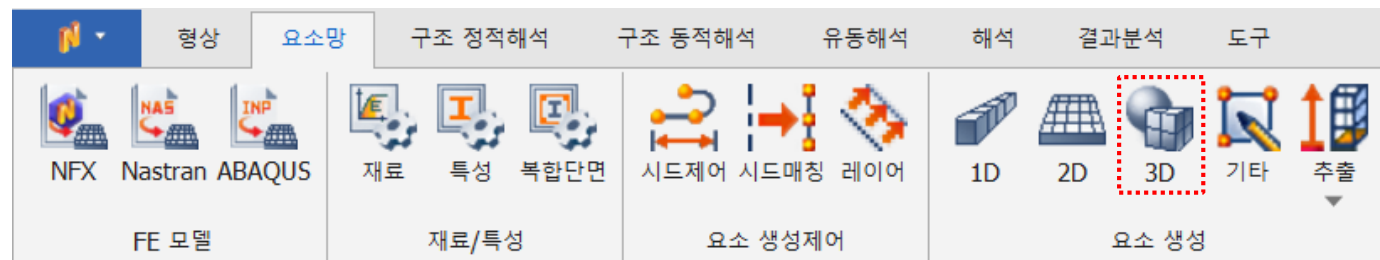 형상 요소망 구조 정적해석 구조 동적해석 유동해석 해석 결과분석 도구
NAS INP
NFX Nastran ABAQUS 재료 특성 복합단면 시드제어 시드매칭 레이어 1D 2D 3D 기타 추출
FE 모델 재료/특성 요소 생성제어 요소 생성